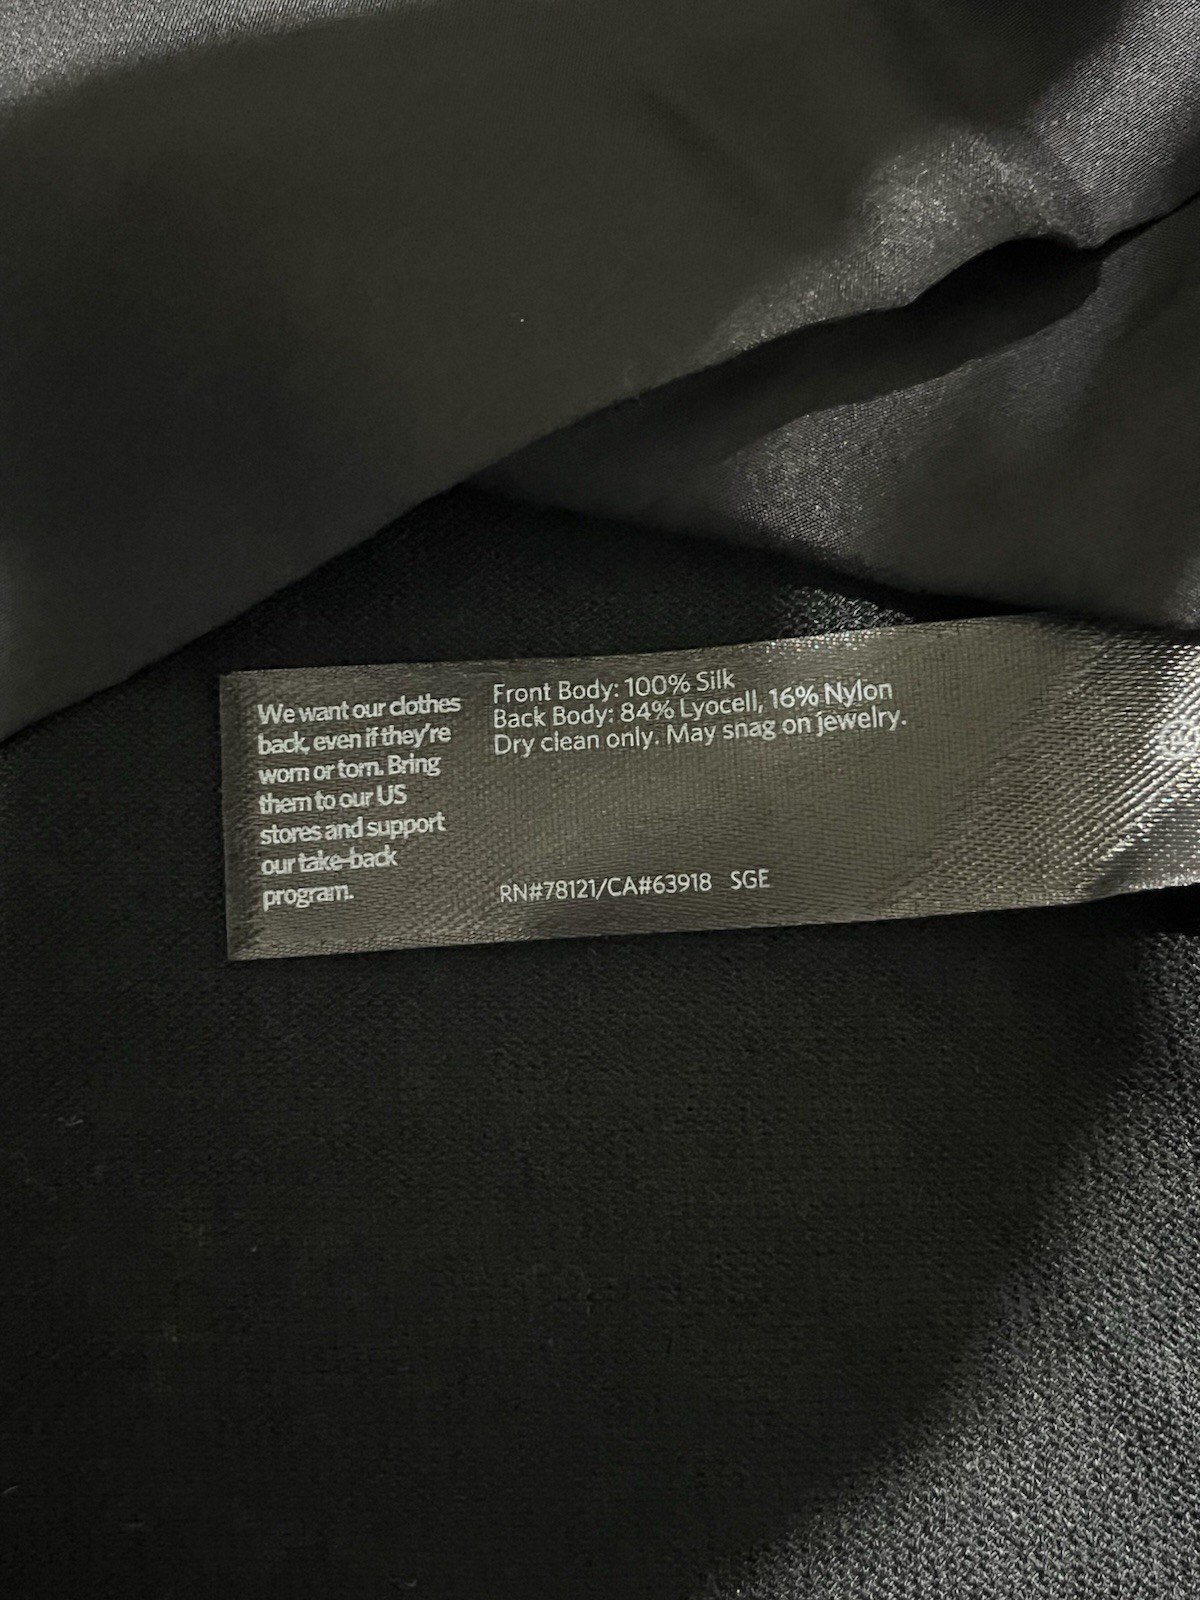 We want our clothes
back, even if they're
worn or torn. Bring
them to our US
stores and support
our take-back
program.
Front Body: 100% Silk
Back Body: 84% Lyocell, 16% Nylon
Dry clean only. May snag on jewelry.
RN#78121/CA#63918 SGE